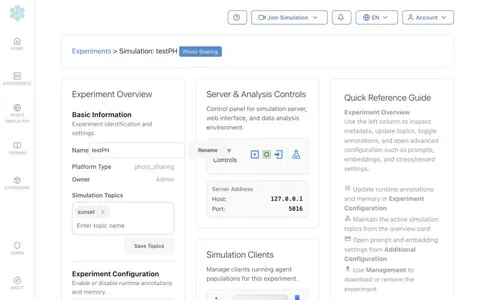 Join Simulation
EN
Account
HOME
EXPERIMENTS
Experiments > Simulation: testPH Photo Sharing
WORLD
SIMULATION
TRAINING
EXTENSIONS
ADMIN
ABOUT
Experiment Overview
Basic Information
Experiment identification and
settings.
Name testPH
Rename
Platform Type photo_sharing
Owner Admin
Simulation Topics
sunset x
Enter topic name
Save Topics
Experiment Configuration
Enable or disable runtime annotations
and memory.
Server & Analysis Controls
Control panel for simulation server,
web interface, and data analysis
environment.
Controls
Server Address
Host: 127.0.0.1
Port: 5016
Simulation Clients
Manage clients running agent
populations for this experiment.
Quick Reference Guide
Experiment Overview
Use the left column to inspect
metadata, update topics, toggle
annotations, and open advanced
configuration such as prompts,
embeddings, and stress/reward
settings.
Update runtime annotations
and memory in Experiment
Configuration
Maintain the active simulation
topics from the overview card
Open prompt and embedding
settings from Additional
Configuration
Use Management to
download or remove the
experiment